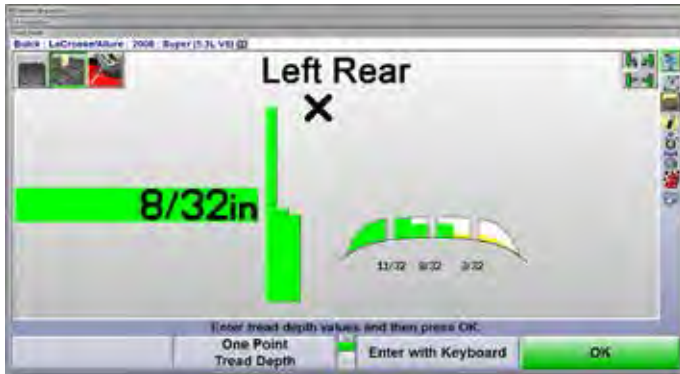 Buick : LaCrosse/Allure : 2008 : Super (5.3L V8)
Left Rear
8/32in
11/32 8/32 3/32
Enter tread depth values and then press OK.
One Point
Tread Depth
Enter with Keyboard
OK